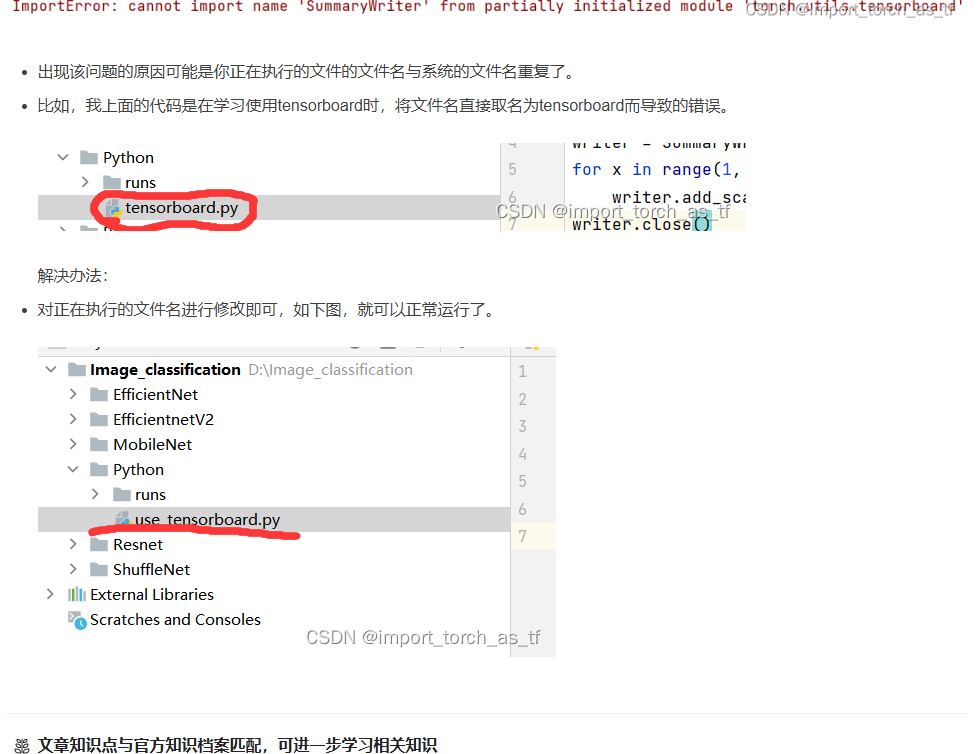 ImportError: cannot import name 'SummaryWriter' from partially initialized module 'torch.utils.tensorboard'
CSDN @import_torch_as_tf
出现该问题的原因可能是你正在执行的文件的文件名与系统的文件名重复了。
比如，我上面的代码是在学习使用tensorboard时，将文件名直接取名为tensorboard而导致的错误。
Python
runs
tensorboard.py
4 writer = SummaryWr
5 for x in range(1,
6 writer.add_sca
CSDN @import_torch_as_tf
7 writer.close()
解决办法：
对正在执行的文件名进行修改即可，如下图，就可以正常运行了。
Image_classification D:\Image_classification
EfficientNet
EfficientnetV2
MobileNet
Python
runs
use_tensorboard.py
Resnet
ShuffleNet
External Libraries
Scratches and Consoles
1
2
3
4
5
6
7
CSDN @import_torch_as_tf
文章知识点与官方知识档案匹配，可进一步学习相关知识